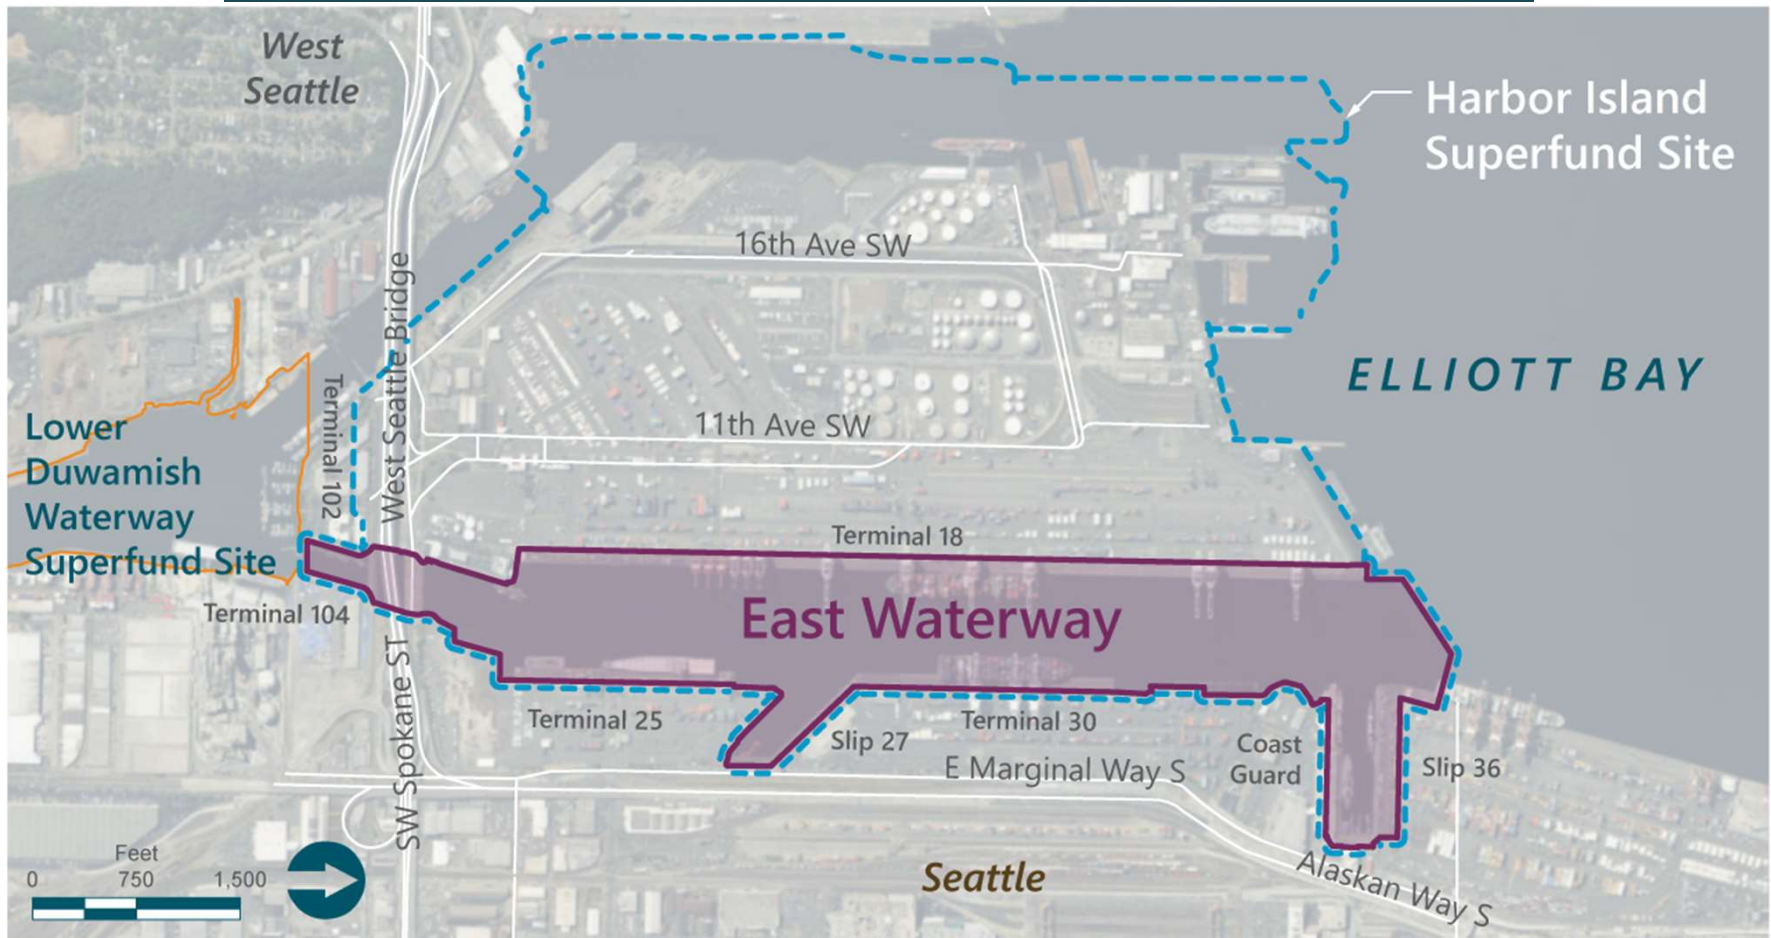 West
Seattle
Harbor Island
Superfund Site
16th Ave SW
West Seattle Bridge
ELLIOTT BAY
Terminal 102
11th Ave SW
Lower
Duwamish
Waterway
Superfund Site
Terminal 18
Terminal 104
East Waterway
SW Spokane ST
Terminal 25
Slip 27
Terminal 30
E Marginal Way S
Coast
Guard
Slip 36
Feet
0 750 1,500
Seattle
Alaskan Way S